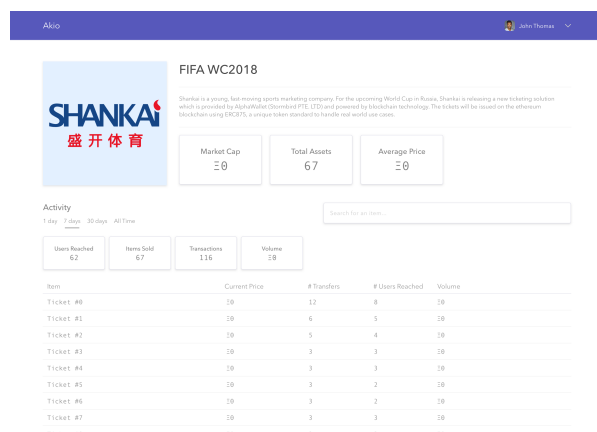 Akio
John Thomas
SHANKAI
盛开体育
FIFA WC2018
Shankai is a young, fast-moving sports marketing company. For the upcoming World Cup in Russia, Shankai is releasing a new ticketing solution
which is provided by AlphaWallet (Stormbird PTE. LTD) and powered by blockchain technology. The tickets will be issued on the ethereum
blockchain using ERC875, a unique token standard to handle real world use cases.
Market Cap Total Assets Average Price
Ξ0 67 Ξ0
Activity
1 day 7 days 30 days All Time
Search for an item...
Users Reached Items Sold Transactions Volume
62 67 116 Ξ0
Item Current Price # Transfers # Users Reached Volume
Ticket #0 Ξ0 12 8 Ξ0
Ticket #1 Ξ0 6 5 Ξ0
Ticket #2 Ξ0 5 4 Ξ0
Ticket #3 Ξ0 3 3 Ξ0
Ticket #4 Ξ0 3 3 Ξ0
Ticket #5 Ξ0 3 2 Ξ0
Ticket #6 Ξ0 3 2 Ξ0
Ticket #7 Ξ0 3 3 Ξ0